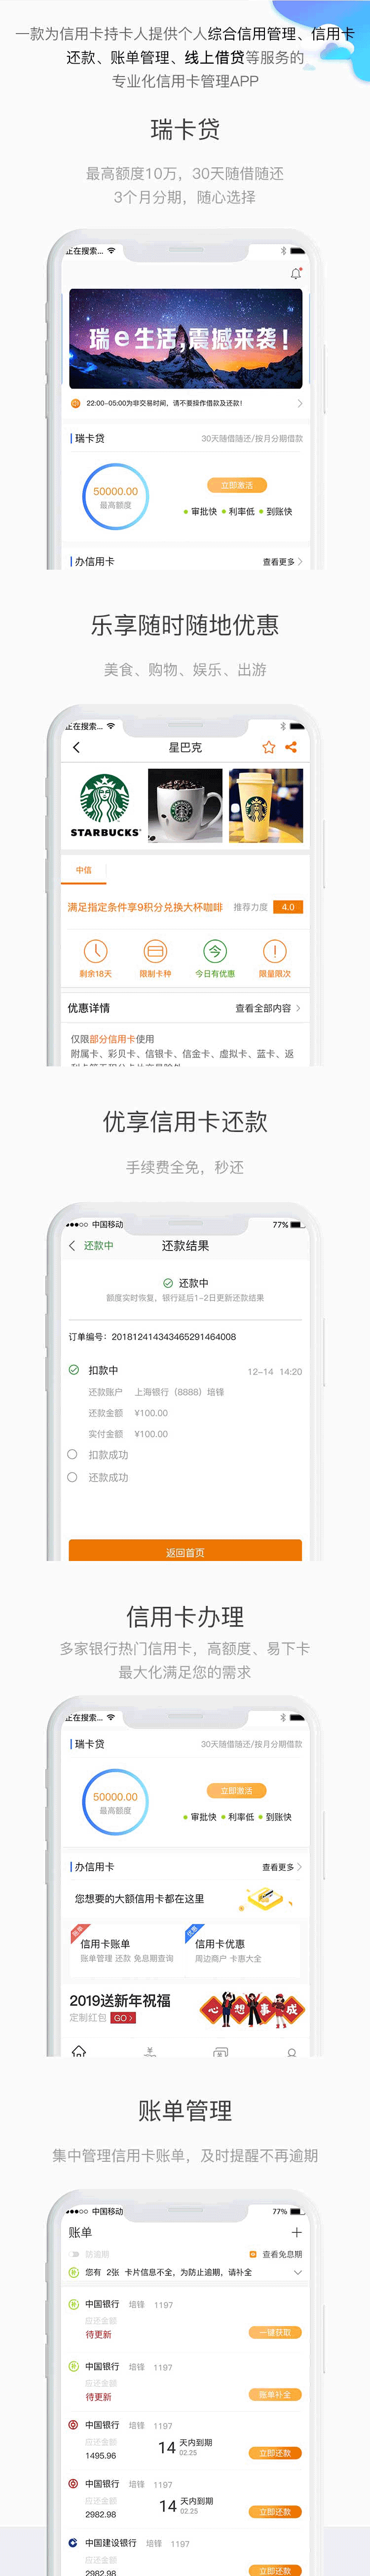 一款为信用卡持卡人提供个人综合信用管理、信用卡
还款、账单管理、线上借贷等服务的
专业化信用卡管理APP
瑞卡贷
最高额度10万，30天随借随还
3个月分期，随心选择
正在搜索...
瑞e生活,震撼来袭！
22:00-05:00为非交易时间，请不要操作借款及还款！
瑞卡贷 30天随借随还/按月分期借款
50000.00
最高额度
立即激活
审批快 利率低 到账快
办信用卡 查看更多
乐享随时随地优惠
美食、购物、娱乐、出游
正在搜索...
星巴克
STARBUCKS
中信
满足指定条件享9积分兑换大杯咖啡 推荐力度 4.0
今
剩余18天 限制卡种 今日有优惠 限量限次
优惠详情 查看全部内容
仅限部分信用卡使用
附属卡、彩贝卡、信银卡、信金卡、虚拟卡、蓝卡、返
优享信用卡还款
手续费全免，秒还
中国移动 77%
还款中 还款结果
还款中
额度实时恢复，银行延后1-2日更新还款结果
订单编号：201812414343465291464008
扣款中 12-14 14:20
还款账户 上海银行（8888）培锋
还款金额 ¥100.00
实付金额 ¥100.00
扣款成功
还款成功
返回首页
信用卡办理
多家银行热门信用卡，高额度、易下卡
最大化满足您的需求
正在搜索...
瑞卡贷 30天随借随还/按月分期借款
50000.00
最高额度
立即激活
审批快 利率低 到账快
办信用卡 查看更多
您想要的大额信用卡都在这里
信用卡账单 信用卡优惠
账单管理 还款 免息期查询 周边商户 卡惠大全
2019送新年祝福
定制红包 GO
心想事成
账单管理
集中管理信用卡账单，及时提醒不再逾期
中国移动 77%
账单
防逾期 查看免息期
您有 2张 卡片信息不全，为防止逾期，请补全
中国银行 培锋 1197
应还金额
待更新 一键获取
中国银行 培锋 1197
应还金额
待更新 账单补全
中国银行 培锋 1197
应还金额 14 天内到期
1495.96 02.25 立即还款
中国银行 培锋 1197
应还金额 14 天内到期
2982.98 02.25 立即还款
中国建设银行 培锋 1197
应还金额
2982.98 立即还款